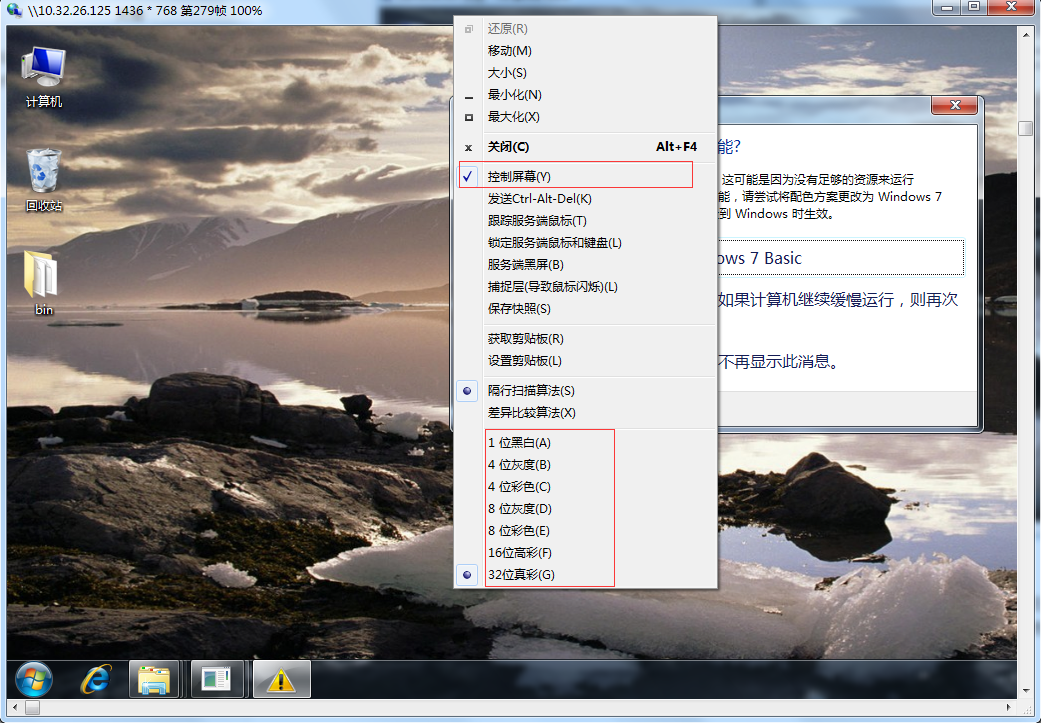 \\10.32.26.125 1436 * 768 第279帧 100%
计算机
回收站
bin
还原(R)
移动(M)
大小(S)
最小化(N)
最大化(X)
关闭(C) Alt+F4
控制屏幕(Y)
发送Ctrl-Alt-Del(K)
跟踪服务端鼠标(T)
锁定服务端鼠标和键盘(L)
服务端黑屏(B)
捕捉层(导致鼠标闪烁)(L)
保存快照(S)
获取剪贴板(R)
设置剪贴板(L)
隔行扫描算法(S)
差异比较算法(X)
1 位黑白(A)
4 位灰度(B)
4 位彩色(C)
8 位灰度(D)
8 位彩色(E)
16位高彩(F)
32位真彩(G)
能?
这可能是因为没有足够的资源来运行
能，请尝试将配色方案更改为 Windows 7
到 Windows 时生效。
ows 7 Basic
如果计算机继续缓慢运行，则再次
不再显示此消息。